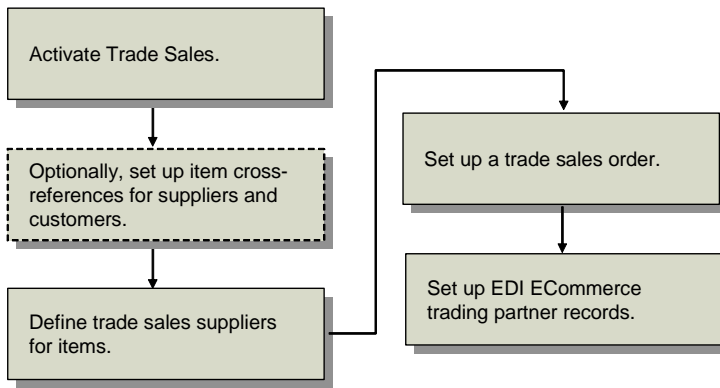 Activate Trade Sales.
Optionally, set up item cross-
references for suppliers and
customers.
Define trade sales suppliers
for items.
Set up a trade sales order.
Set up EDI ECommerce
trading partner records.